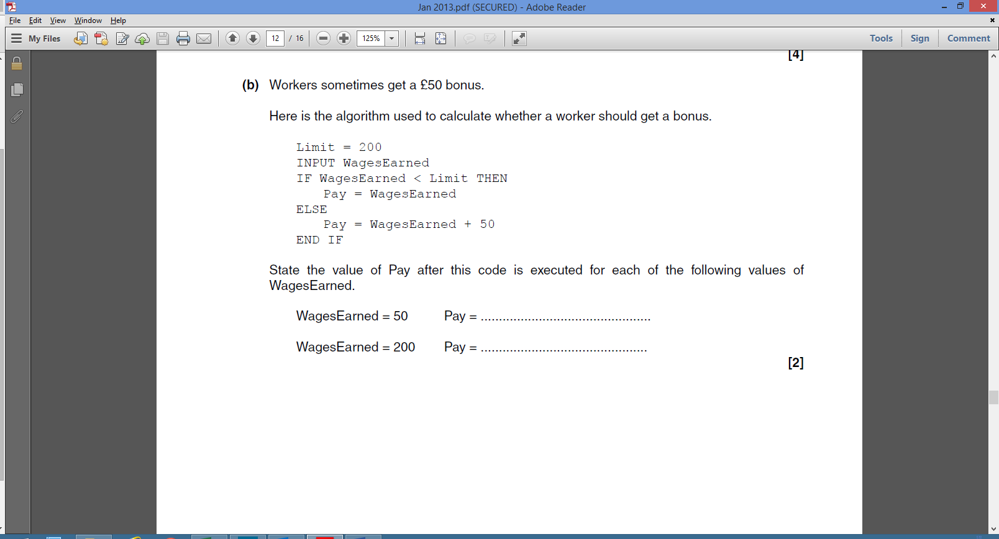 Jan 2013.pdf (SECURED) - Adobe Reader
File Edit View Window Help
My Files 12 / 16 125% Tools Sign Comment
[4]
(b) Workers sometimes get a £50 bonus.
Here is the algorithm used to calculate whether a worker should get a bonus.
Limit = 200
INPUT WagesEarned
IF WagesEarned < Limit THEN
Pay = WagesEarned
ELSE
Pay = WagesEarned + 50
END IF
State the value of Pay after this code is executed for each of the following values of
WagesEarned.
WagesEarned = 50 Pay = ...............................................
WagesEarned = 200 Pay = ..............................................
[2]